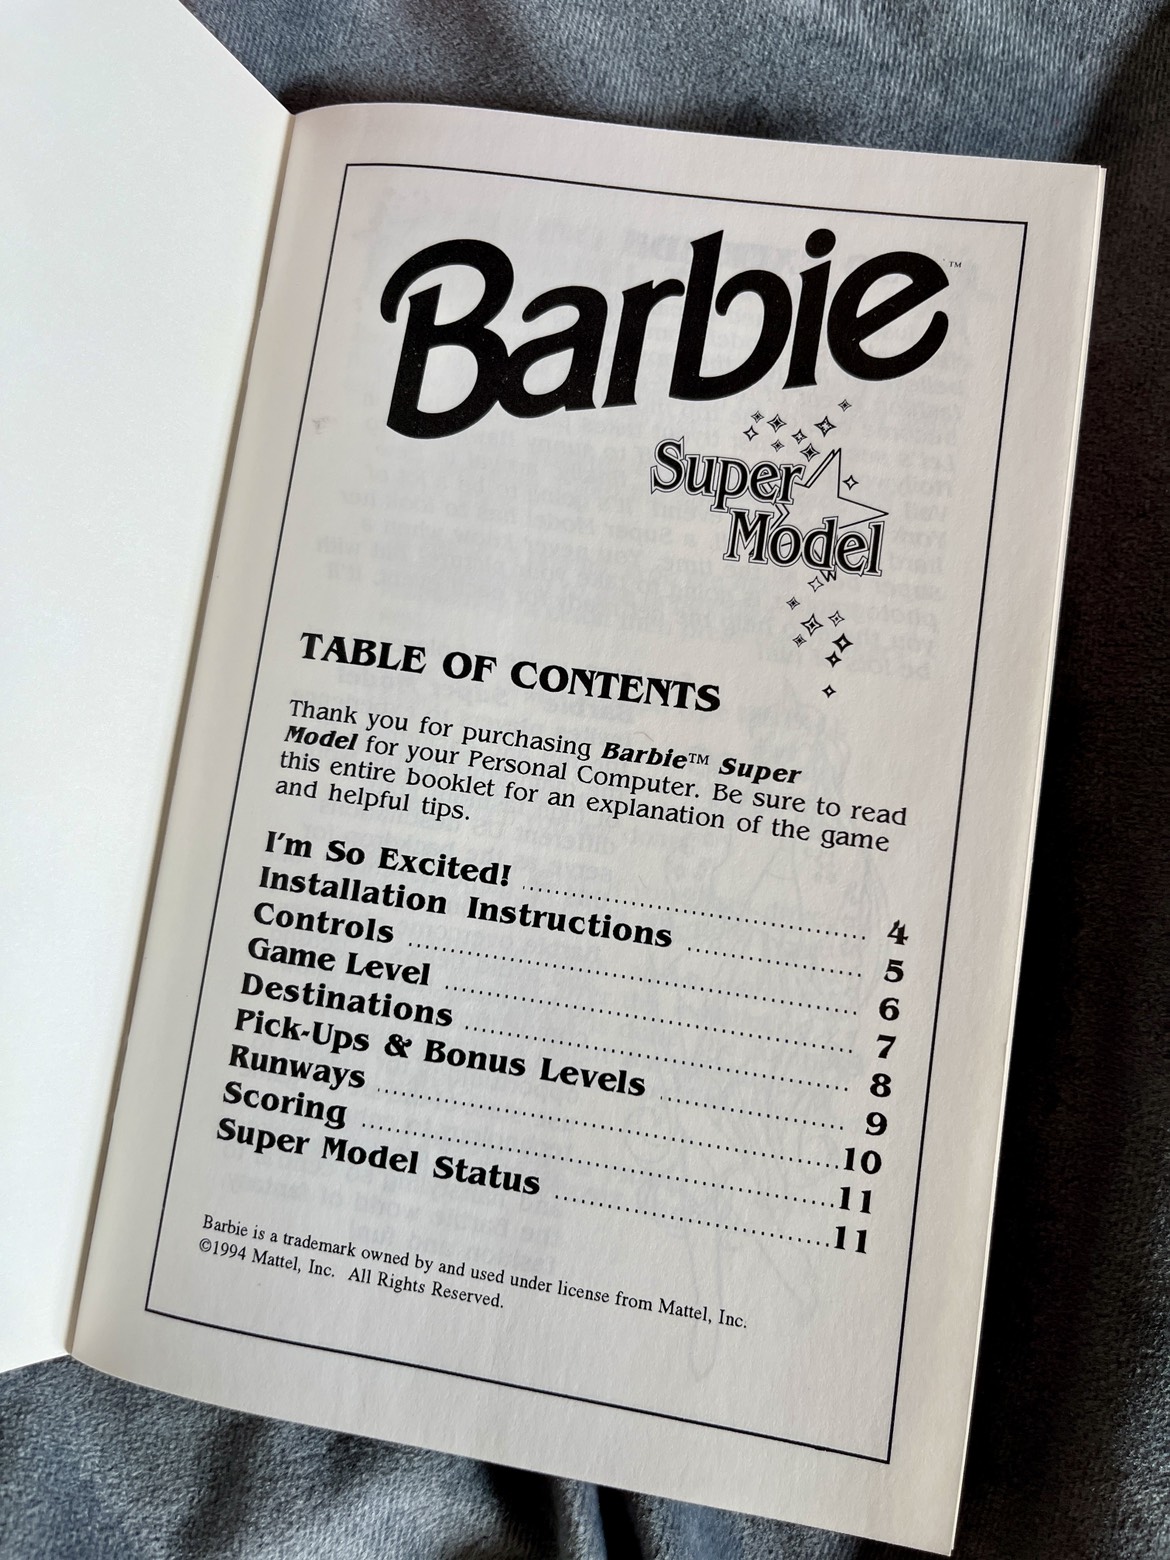 Barbie™
Super
Model
TABLE OF CONTENTS
Thank you for purchasing Barbie™ Super
Model for your Personal Computer. Be sure to read
this entire booklet for an explanation of the game
and helpful tips.
I'm So Excited! ........................ 4
Installation Instructions ........................ 5
Controls ........................ 6
Game Level ........................ 7
Destinations ........................ 8
Pick-Ups & Bonus Levels ........................ 9
Runways ........................ 10
Scoring ........................ 11
Super Model Status ........................ 11
Barbie is a trademark owned by and used under license from Mattel, Inc.
©1994 Mattel, Inc. All Rights Reserved.